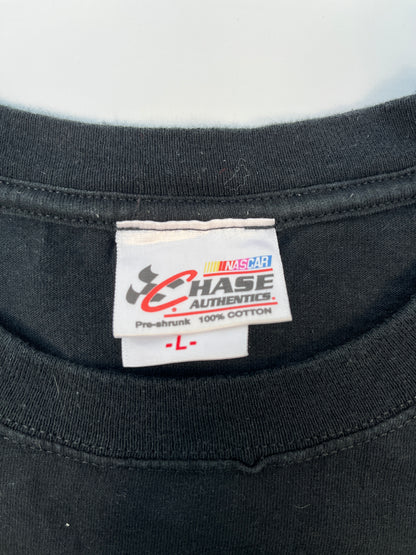 NASCAR
CHASE
AUTHENTICS.
Pre-shrunk 100% COTTON
-L-